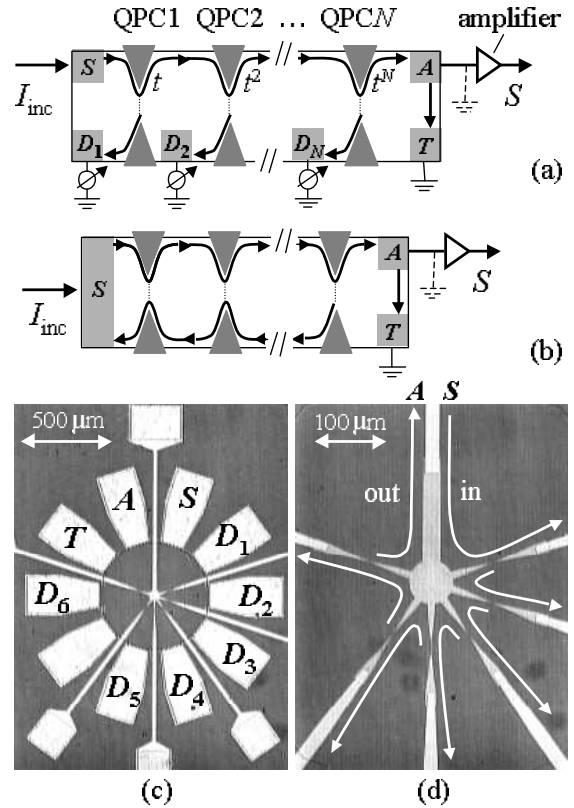 QPC1 QPC2 ... QPCN amplifier
S t t² t^N A S
I_inc
D₁ D₂ D_N T
(a)
S A S
I_inc
T
(b)
500 μm A S 100 μm
A S
T D₁ out in
D₆ D₂
D₃
D₅ D₄
(c) (d)